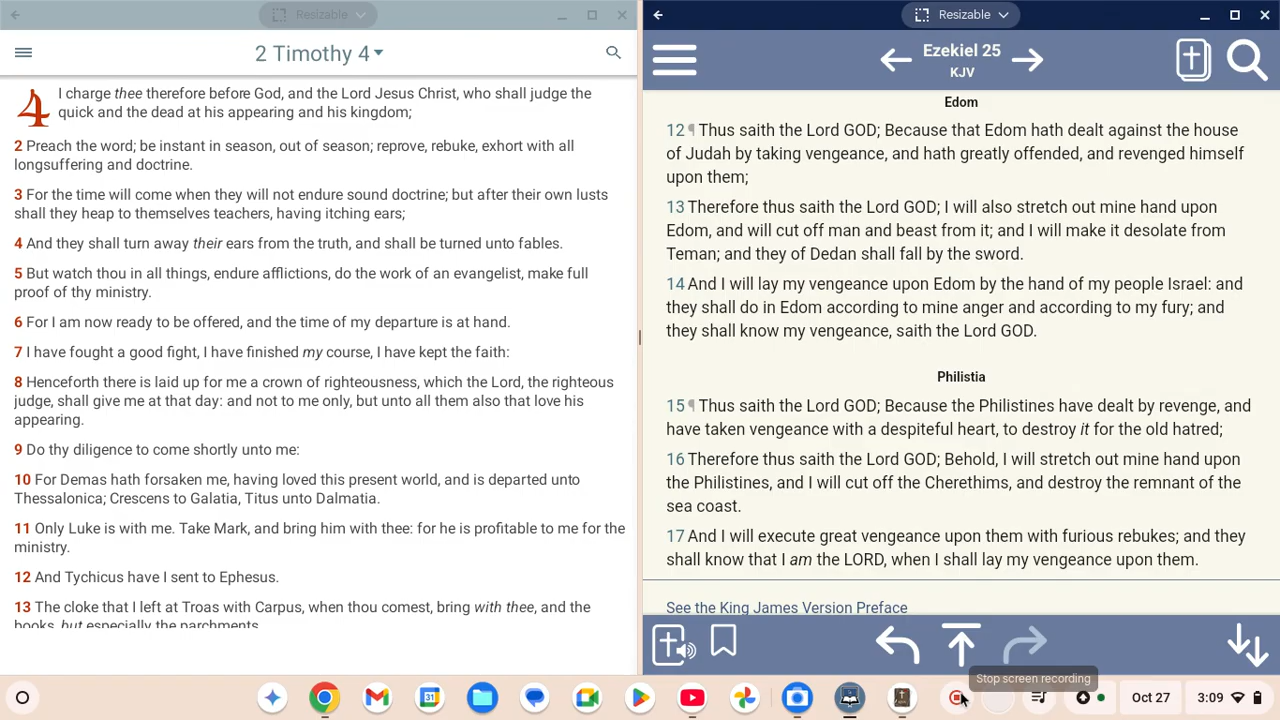 Resizable
2 Timothy 4
4 I charge thee therefore before God, and the Lord Jesus Christ, who shall judge the
quick and the dead at his appearing and his kingdom;
2 Preach the word; be instant in season, out of season; reprove, rebuke, exhort with all
longsuffering and doctrine.
3 For the time will come when they will not endure sound doctrine; but after their own lusts
shall they heap to themselves teachers, having itching ears;
4 And they shall turn away their ears from the truth, and shall be turned unto fables.
5 But watch thou in all things, endure afflictions, do the work of an evangelist, make full
proof of thy ministry.
6 For I am now ready to be offered, and the time of my departure is at hand.
7 I have fought a good fight, I have finished my course, I have kept the faith:
8 Henceforth there is laid up for me a crown of righteousness, which the Lord, the righteous
judge, shall give me at that day: and not to me only, but unto all them also that love his
appearing.
9 Do thy diligence to come shortly unto me:
10 For Demas hath forsaken me, having loved this present world, and is departed unto
Thessalonica; Crescens to Galatia, Titus unto Dalmatia.
11 Only Luke is with me. Take Mark, and bring him with thee: for he is profitable to me for the
ministry.
12 And Tychicus have I sent to Ephesus.
13 The cloke that I left at Troas with Carpus, when thou comest, bring with thee, and the
books, but especially the parchments.
Resizable
Ezekiel 25
KJV
Edom
12 ¶ Thus saith the Lord GOD; Because that Edom hath dealt against the house
of Judah by taking vengeance, and hath greatly offended, and revenged himself
upon them;
13 Therefore thus saith the Lord GOD; I will also stretch out mine hand upon
Edom, and will cut off man and beast from it; and I will make it desolate from
Teman; and they of Dedan shall fall by the sword.
14 And I will lay my vengeance upon Edom by the hand of my people Israel: and
they shall do in Edom according to mine anger and according to my fury; and
they shall know my vengeance, saith the Lord GOD.
Philistia
15 ¶ Thus saith the Lord GOD; Because the Philistines have dealt by revenge, and
have taken vengeance with a despiteful heart, to destroy it for the old hatred;
16 Therefore thus saith the Lord GOD; Behold, I will stretch out mine hand upon
the Philistines, and I will cut off the Cherethims, and destroy the remnant of the
sea coast.
17 And I will execute great vengeance upon them with furious rebukes; and they
shall know that I am the LORD, when I shall lay my vengeance upon them.
See the King James Version Preface
Stop screen recording
31
Oct 27
3:09